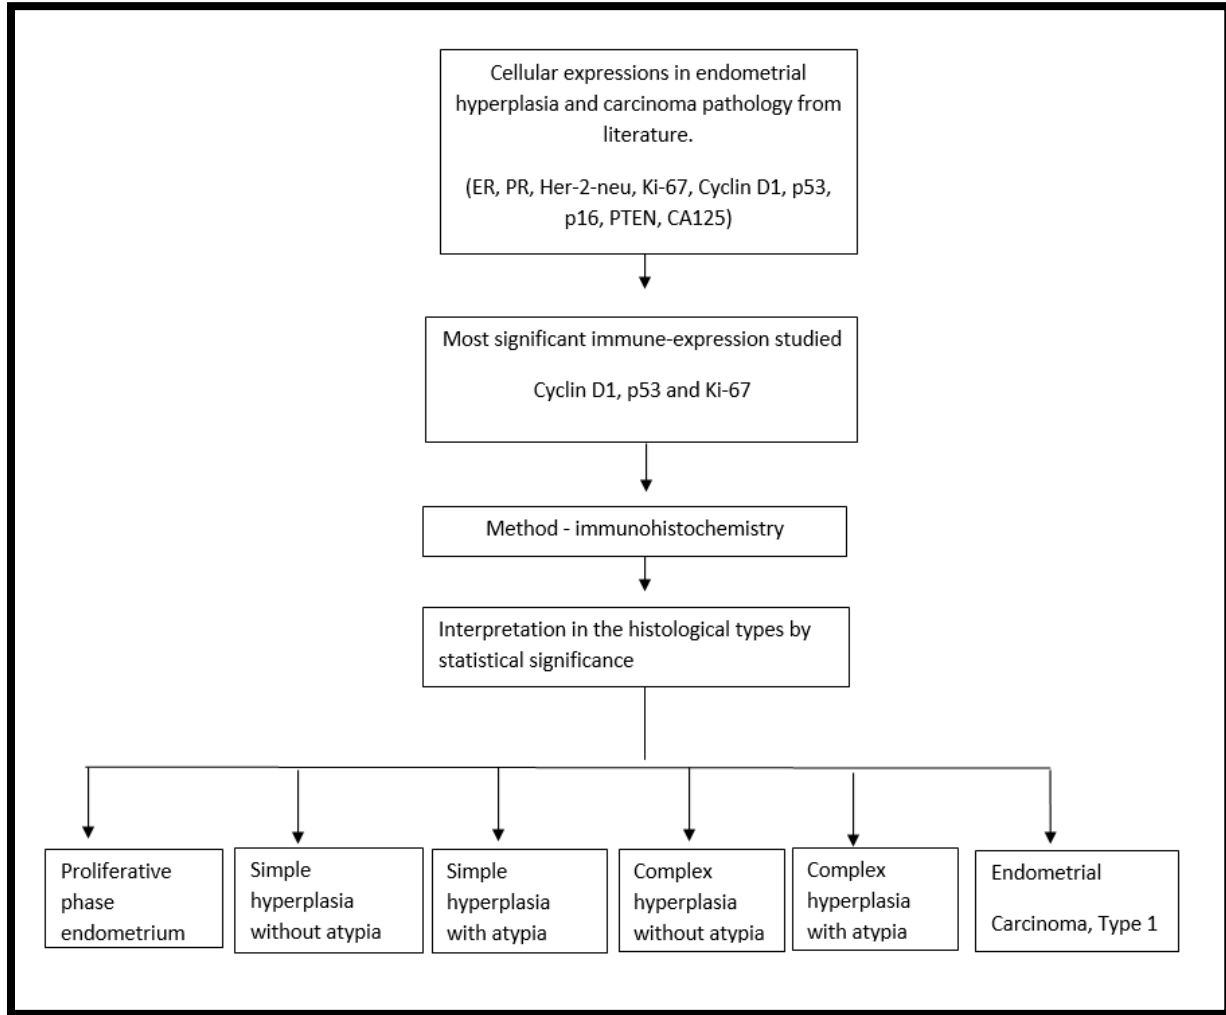 Cellular expressions in endometrial
hyperplasia and carcinoma pathology from
literature.
(ER, PR, Her-2-neu, Ki-67, Cyclin D1, p53,
p16, PTEN, CA125)
Most significant immune-expression studied
Cyclin D1, p53 and Ki-67
Method - immunohistochemistry
Interpretation in the histological types by
statistical significance
Proliferative
phase
endometrium
Simple
hyperplasia
without atypia
Simple
hyperplasia
with atypia
Complex
hyperplasia
without atypia
Complex
hyperplasia
with atypia
Endometrial
Carcinoma, Type 1